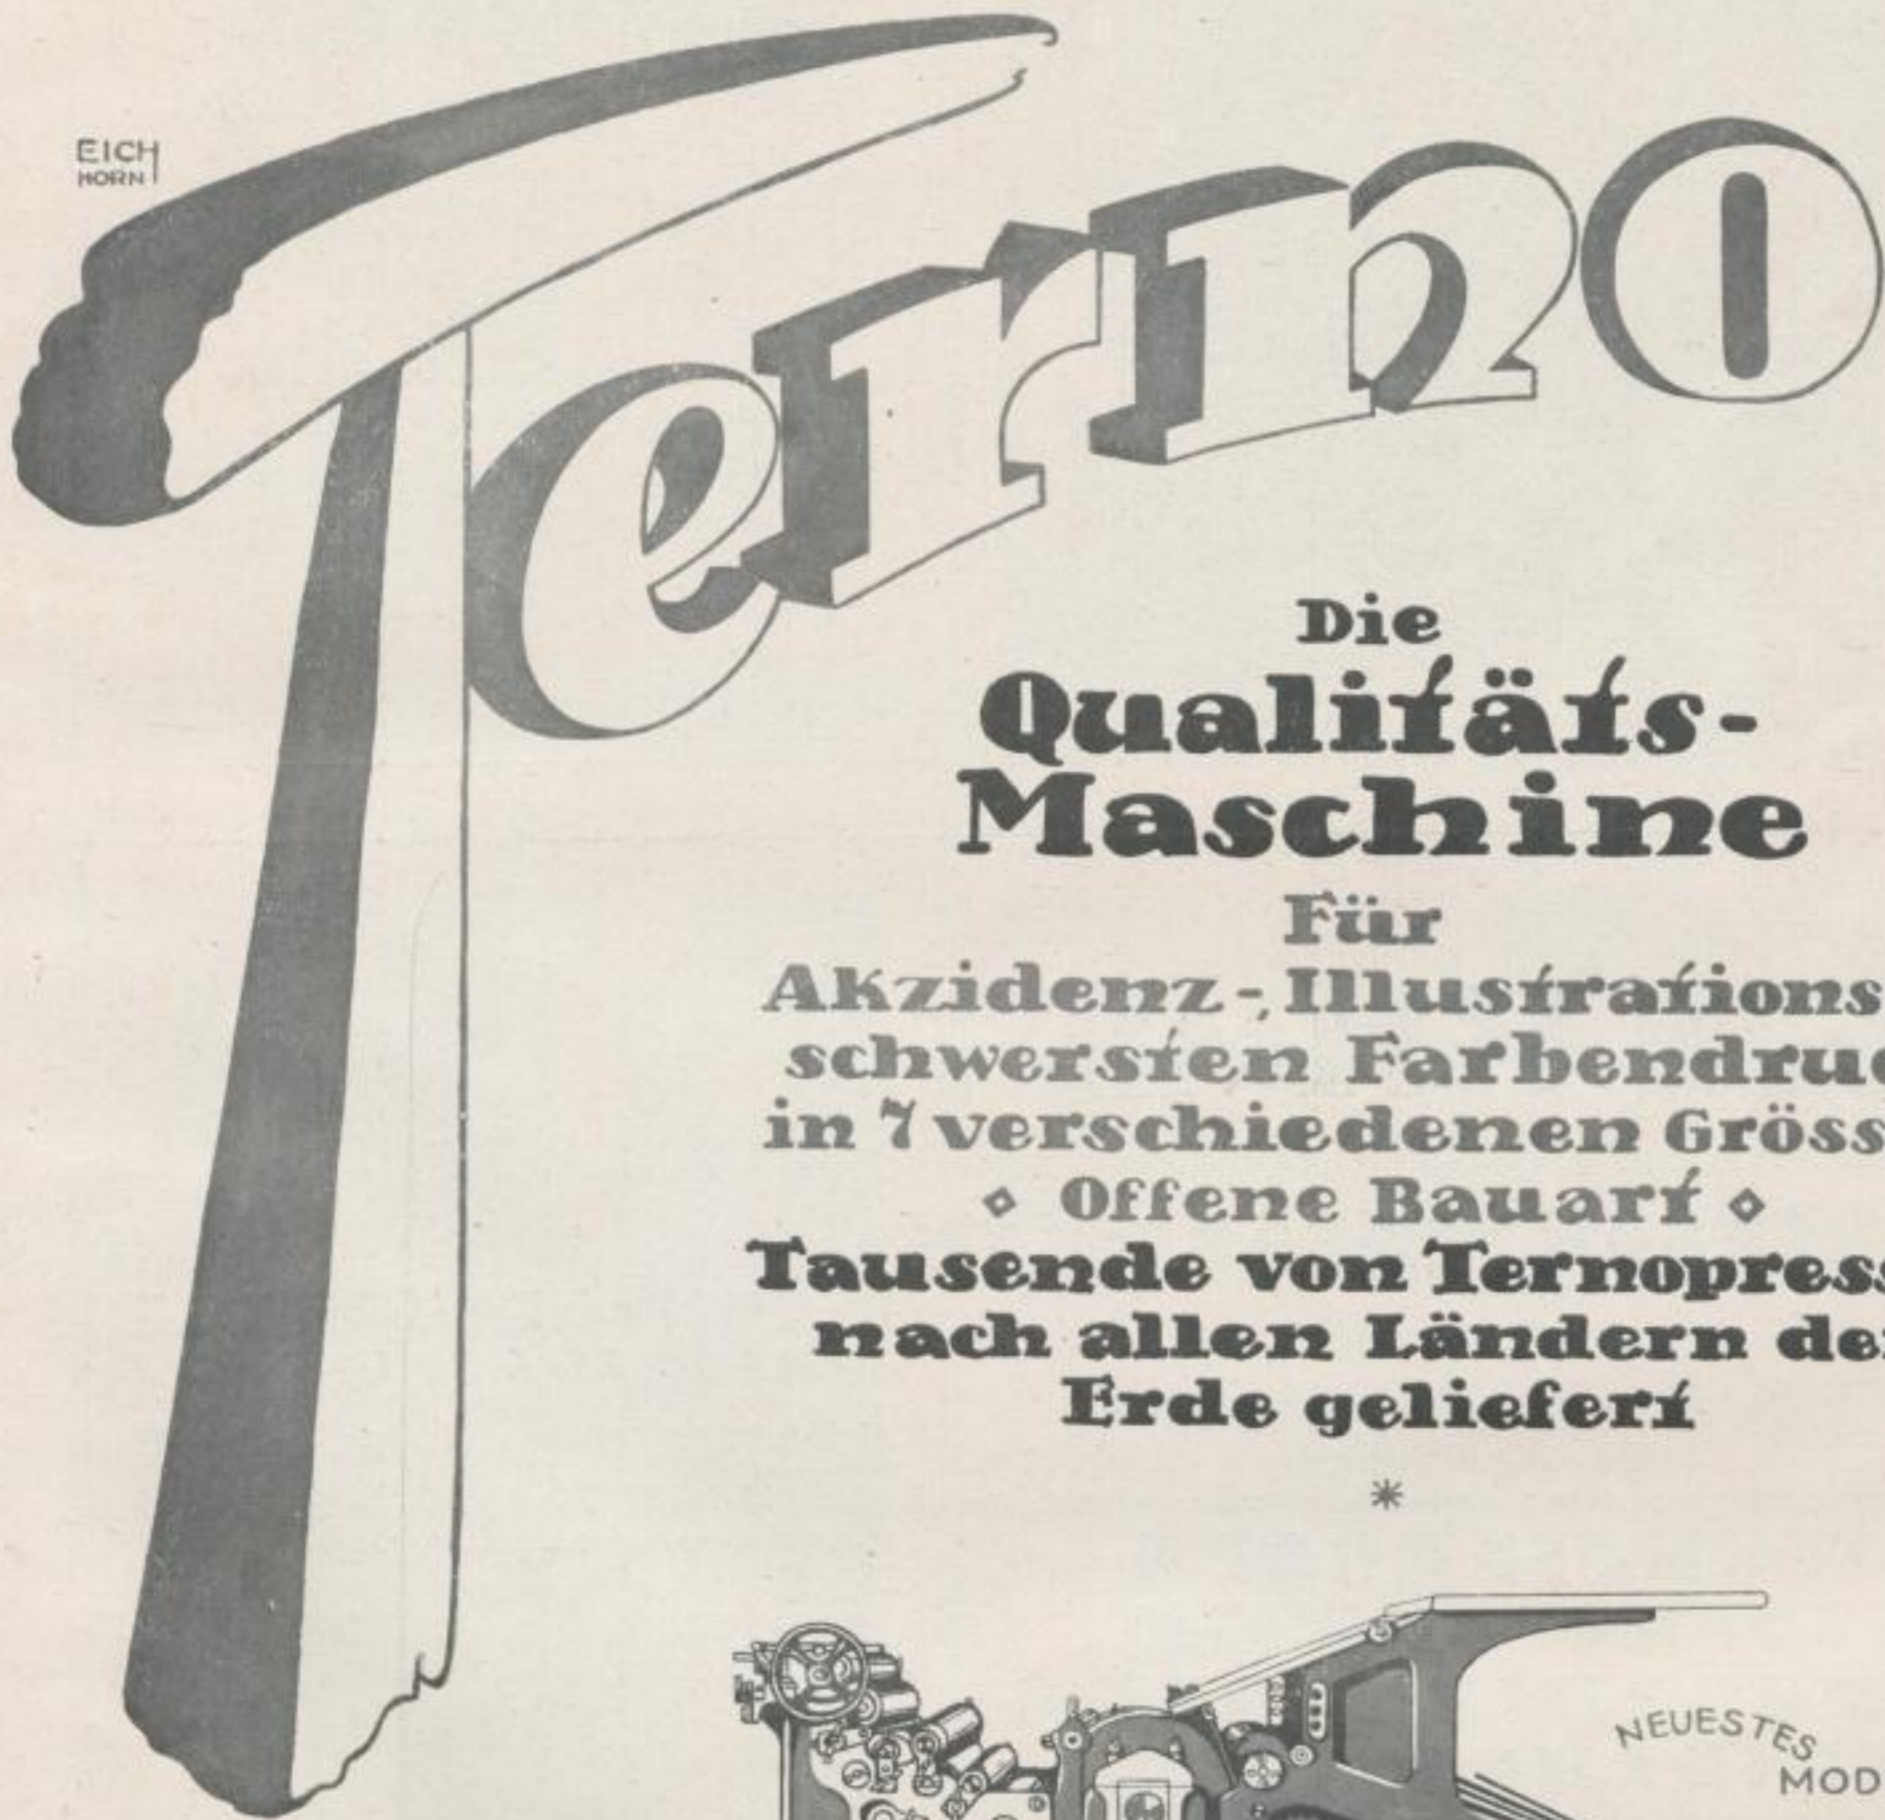 EICH
HORN
Terno
Die
Qualitäts-
Maschine
Für
Akzidenz-, Illustrations
schwersten Farbendruc
in 7 verschiedenen Gröss
Offene Bauart
Tausende von Ternopress
nach allen Ländern der
Erde geliefert
*
NEUESTES
MOD